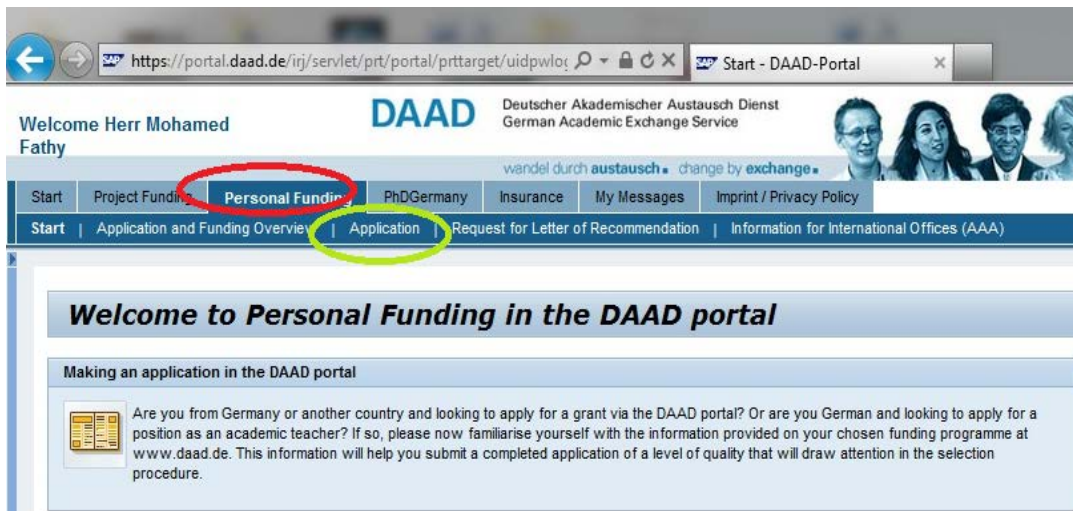 https://portal.daad.de/irj/servlet/prt/portal/prttarget/uidpwlog
Start - DAAD-Portal
Welcome Herr Mohamed
Fathy
DAAD
Deutscher Akademischer Austausch Dienst
German Academic Exchange Service
wandel durch austausch change by exchange
Start Project Funding Personal Funding PhDGermany Insurance My Messages Imprint / Privacy Policy
Start | Application and Funding Overview | Application | Request for Letter of Recommendation | Information for International Offices (AAA)
Welcome to Personal Funding in the DAAD portal
Making an application in the DAAD portal
Are you from Germany or another country and looking to apply for a grant via the DAAD portal? Or are you German and looking to apply for a
position as an academic teacher? If so, please now familiarise yourself with the information provided on your chosen funding programme at
www.daad.de. This information will help you submit a completed application of a level of quality that will draw attention in the selection
procedure.